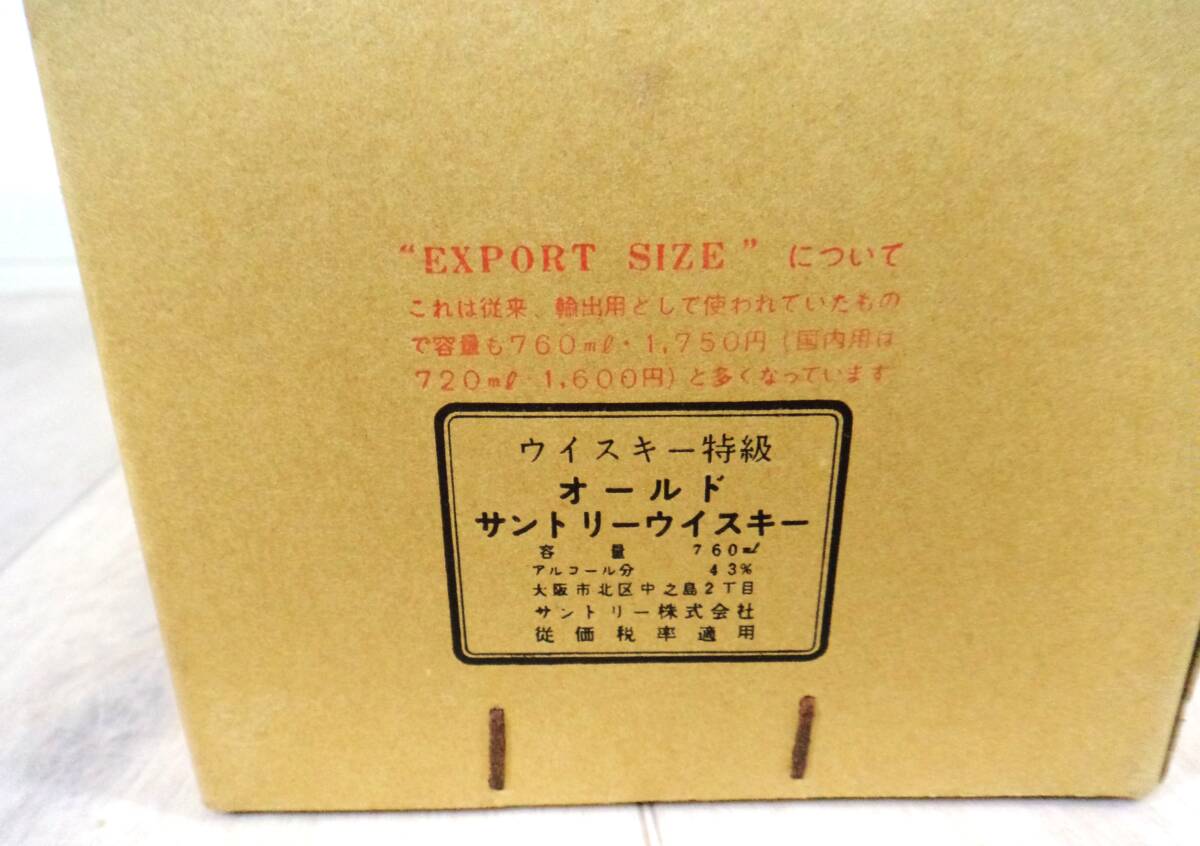 “EXPORT SIZE”について
これは従来、輸出用として使われていたもの
で容量も760ml・1,750円(国内用は
720ml・1,600円)と多くなっています
ウイスキー特級
オールド
サントリーウイスキー
容量 760ml
アルコール分 43%
大阪市北区中之島2丁目
サントリー株式会社
従価税率適用